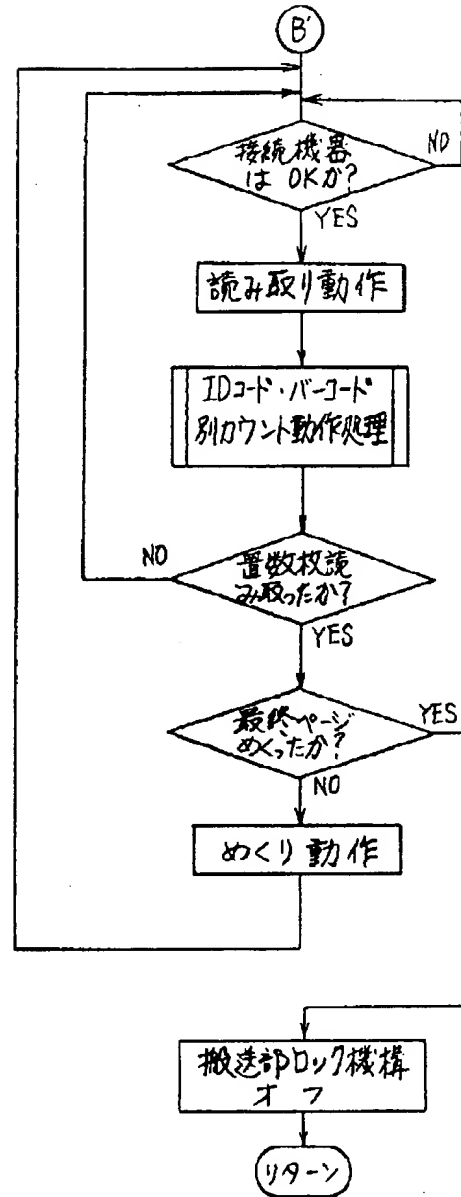 B'
接続機器
は OKか?
NO
YES
読み取り動作
IDコード・バーコード
別カウント動作処理
NO
置数枚読
み取ったか?
YES
最終ページ
めくったか?
YES
NO
めくり動作
搬送部ロック機構
オフ
リターン